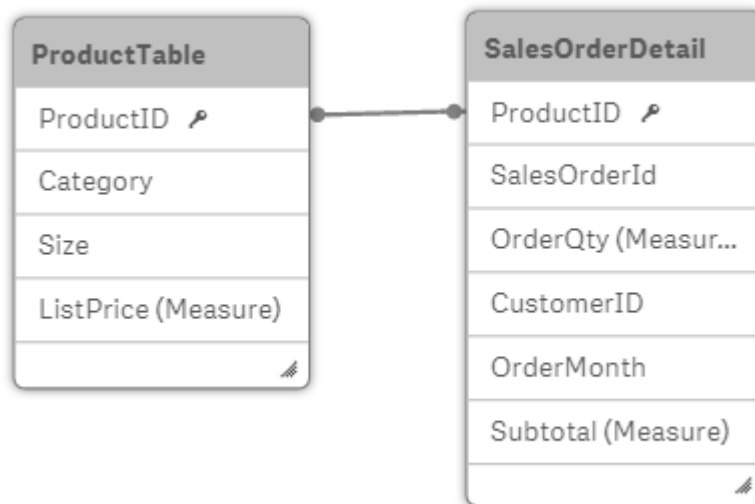 ProductTable
ProductID
Category
Size
ListPrice (Measure)
SalesOrderDetail
ProductID
SalesOrderId
OrderQty (Measur...
CustomerID
OrderMonth
Subtotal (Measure)